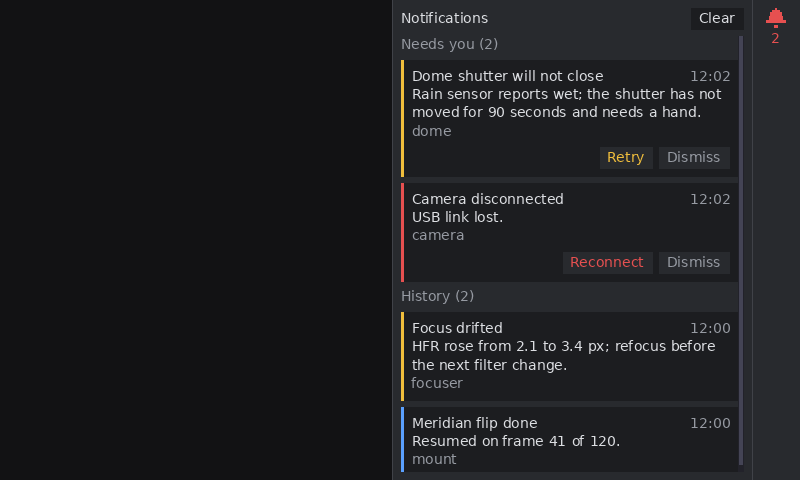 Notifications
Clear
2
Needs you (2)
Dome shutter will not close 12:02
Rain sensor reports wet; the shutter has not
moved for 90 seconds and needs a hand.
dome
Retry Dismiss
Camera disconnected 12:02
USB link lost.
camera
Reconnect Dismiss
History (2)
Focus drifted 12:00
HFR rose from 2.1 to 3.4 px; refocus before
the next filter change.
focuser
Meridian flip done 12:00
Resumed on frame 41 of 120.
mount